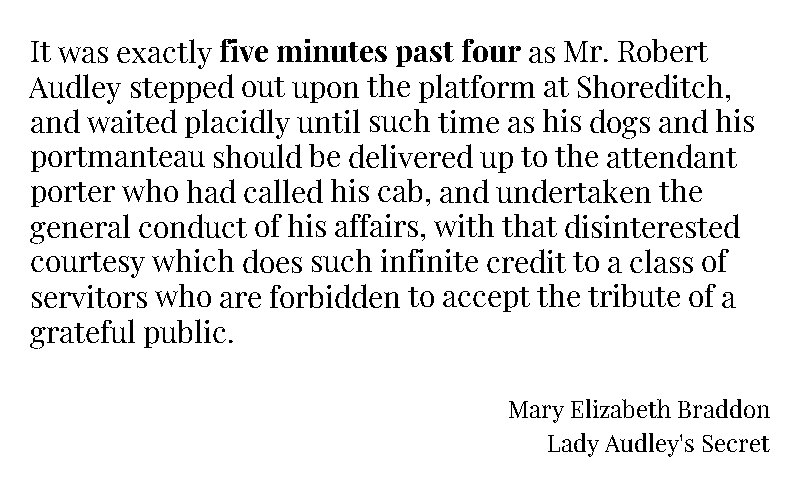 It was exactly five minutes past four as Mr. Robert
Audley stepped out upon the platform at Shoreditch,
and waited placidly until such time as his dogs and his
portmanteau should be delivered up to the attendant
porter who had called his cab, and undertaken the
general conduct of his affairs, with that disinterested
courtesy which does such infinite credit to a class of
servitors who are forbidden to accept the tribute of a
grateful public.
Mary Elizabeth Braddon
Lady Audley's Secret